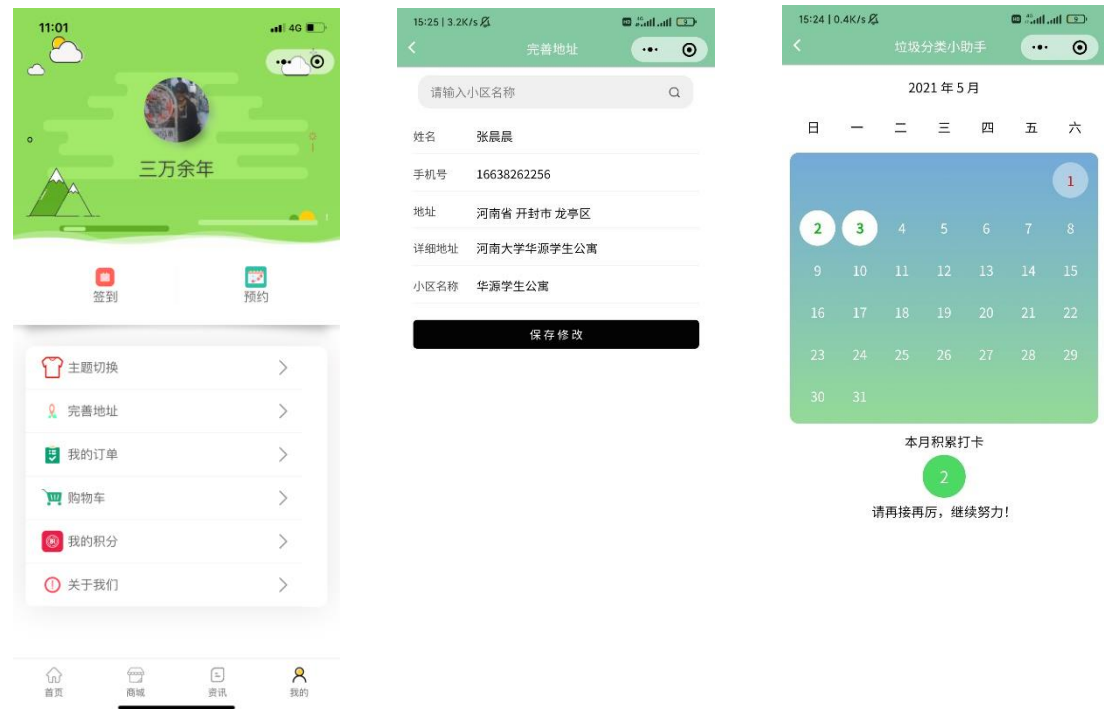 11:01
4G
三万余年
签到
预约
主题切换
完善地址
我的订单
购物车
我的积分
关于我们
首页
商城
资讯
我的
15:25 | 3.2K/s
完善地址
请输入小区名称
姓名 张晨晨
手机号 16638262256
地址 河南省 开封市 龙亭区
详细地址 河南大学华源学生公寓
小区名称 华源学生公寓
保存修改
15:24 | 0.4K/s
垃圾分类小助手
2021 年 5 月
日 一 二 三 四 五 六
1
2 3 4 5 6 7 8
9 10 11 12 13 14 15
16 17 18 19 20 21 22
23 24 25 26 27 28 29
30 31
本月积累打卡
2
请再接再厉，继续努力！